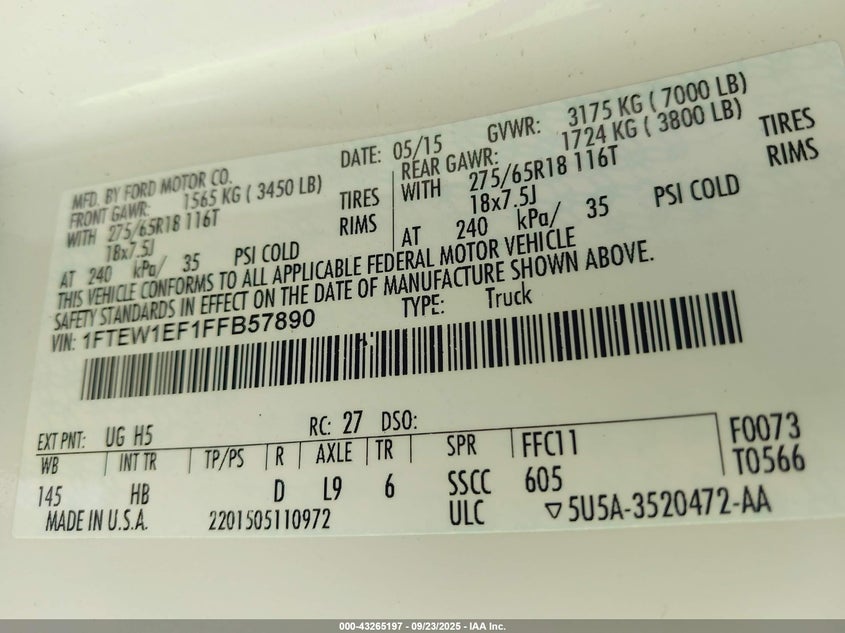 MFD. BY FORD MOTOR CO.
DATE: 05/15
GVWR: 3175 KG ( 7000 LB)
FRONT GAWR: 1565 KG ( 3450 LB)
REAR GAWR: 1724 KG ( 3800 LB)
WITH 275/65R18 116T TIRES
WITH 275/65R18 116T TIRES
18x7.5J RIMS
18x7.5J RIMS
AT 240 kPa/ 35 PSI COLD
AT 240 kPa/ 35 PSI COLD
THIS VEHICLE CONFORMS TO ALL APPLICABLE FEDERAL MOTOR VEHICLE
SAFETY STANDARDS IN EFFECT ON THE DATE OF MANUFACTURE SHOWN ABOVE.
VIN: 1FTEW1EF1FFB57890
TYPE: Truck
EXT PNT: UG H5
RC: 27 DSO:
WB INT TR TP/PS R AXLE TR SPR FFC11 F0073
145 HB D L9 6 SSCC 605 T0566
MADE IN U.S.A. 2201505110972 ULC ▽5U5A-3520472-AA
000-43265197 - 09/23/2025 - IAA Inc.